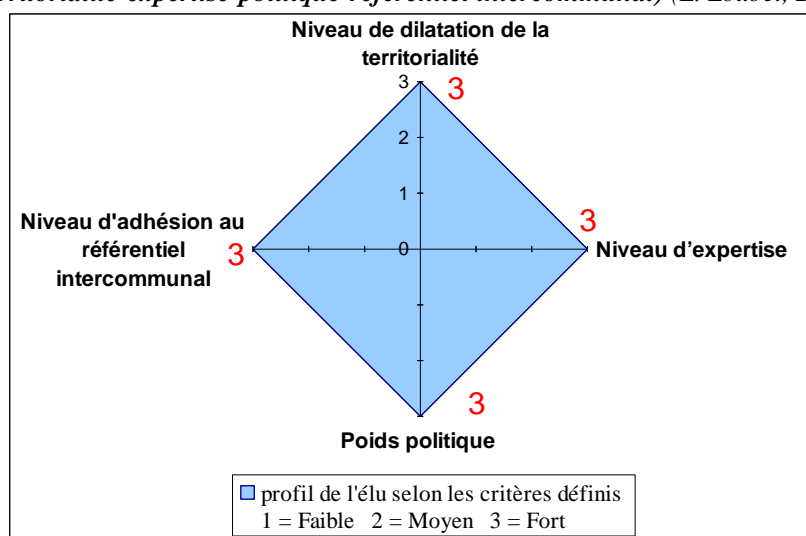 Niveau de dilatation de la
territorialité
3
3
2
1
0
Niveau d'adhésion au
référentiel
intercommunal
3
3
Niveau d’expertise
3
Poids politique
profil de l'élu selon les critères définis
1 = Faible 2 = Moyen 3 = Fort